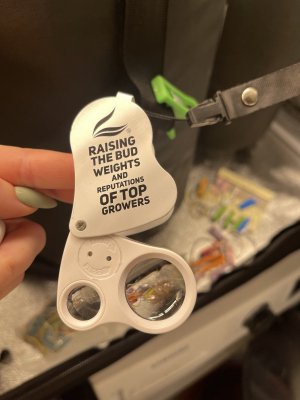 ®
RAISING
THE BUD
WEIGHTS
AND
REPUTATIONS
OF TOP
GROWERS